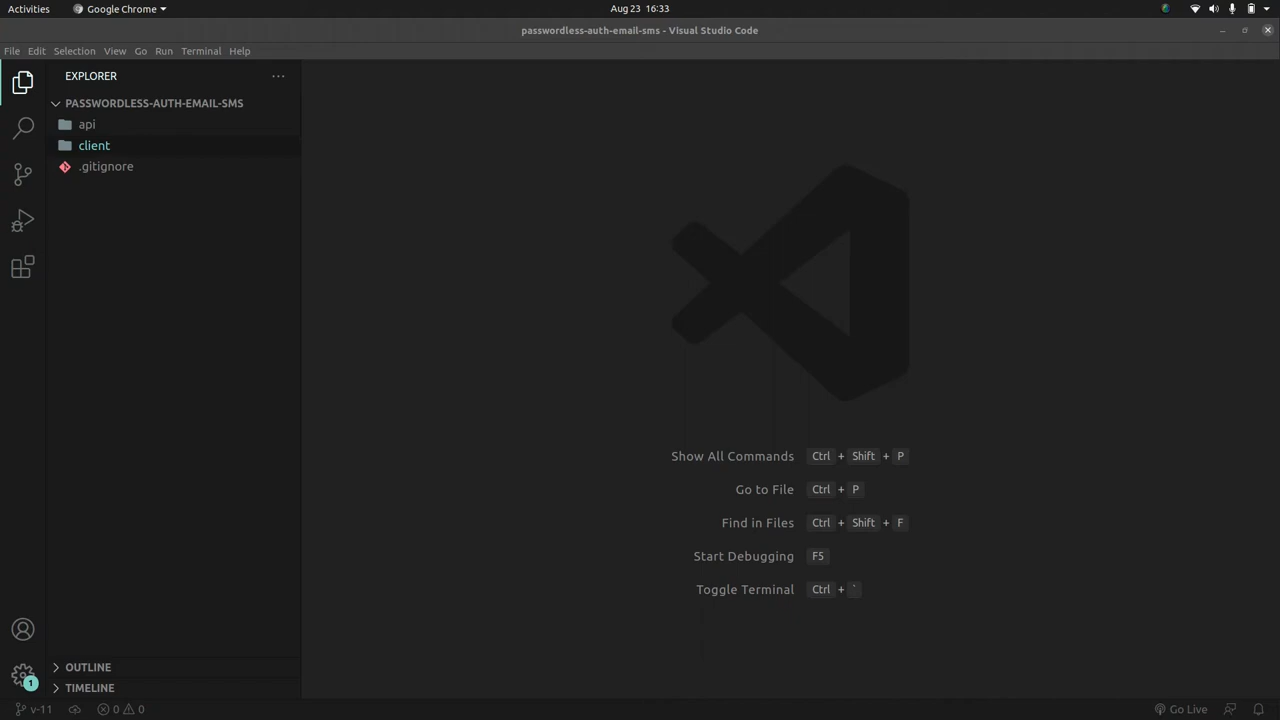 Activities
Google Chrome
Aug 23 16:33
passwordless-auth-email-sms - Visual Studio Code
File Edit Selection View Go Run Terminal Help
EXPLORER
PASSWORDLESS-AUTH-EMAIL-SMS
api
client
.gitignore
Show All Commands Ctrl + Shift + P
Go to File Ctrl + P
Find in Files Ctrl + Shift + F
Start Debugging F5
Toggle Terminal Ctrl + `
OUTLINE
TIMELINE
1
v-11 0 0 Go Live